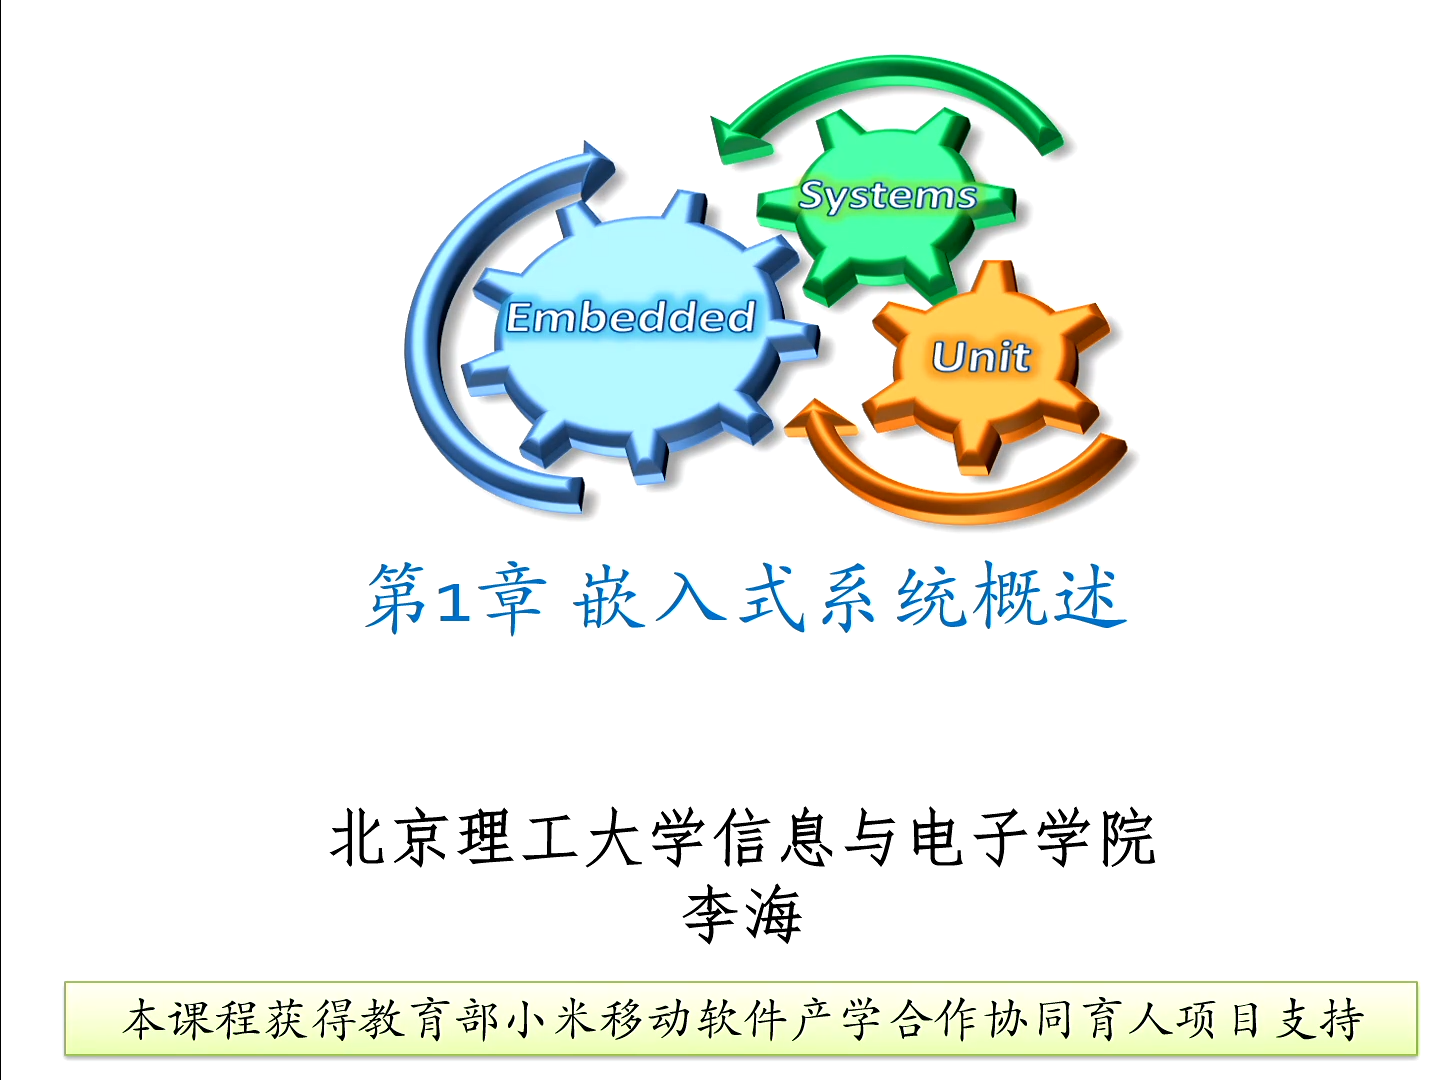 Systems
Embedded
Unit
第1章 嵌入式系统概述
北京理工大学信息与电子学院
李海
本课程获得教育部小米移动软件产学合作协同育人项目支持